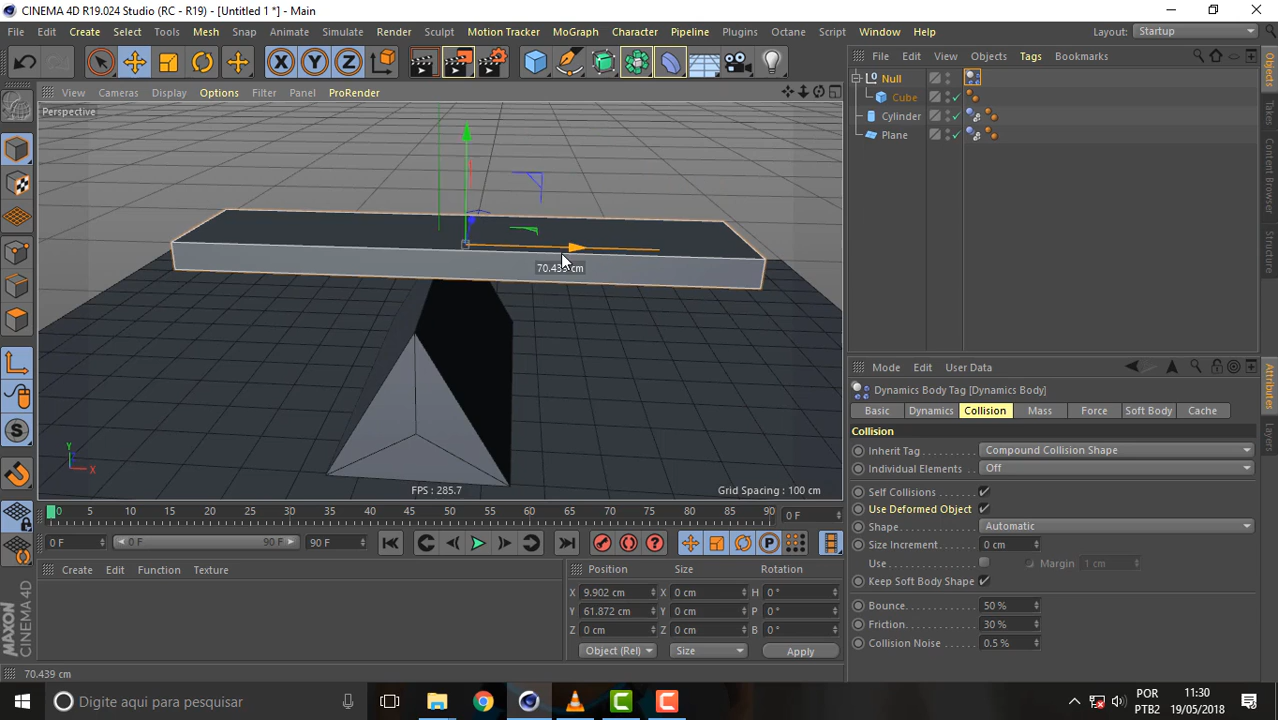 CINEMA 4D R19.024 Studio (RC - R19) - [Untitled 1 *] - Main
File Edit Create Select Tools Mesh Snap Animate Simulate Render Sculpt Motion Tracker MoGraph Character Pipeline Plugins Octane Script Window Help Layout: Startup
X Y Z
File Edit View Objects Tags Bookmarks
View Cameras Display Options Filter Panel ProRender
Perspective
Null
Cube
Cylinder
Plane
Objects
Takes
Content Browser
Structure
70.439 cm
Y
X
FPS : 285.7
Grid Spacing : 100 cm
Mode Edit User Data
Dynamics Body Tag [Dynamics Body]
Basic Dynamics Collision Mass Force Soft Body Cache
Collision
Inherit Tag Compound Collision Shape
Individual Elements Off
Self Collisions
Use Deformed Object
Shape Automatic
Size Increment 0 cm
Use Margin 1 cm
Keep Soft Body Shape
Bounce 50 %
Friction 30 %
Collision Noise 0.5 %
Attributes
Layers
0 5 10 15 20 25 30 35 40 45 50 55 60 65 70 75 80 85 90 0 F
0 F 0 F 90 F 90 F
Create Edit Function Texture
Position Size Rotation
X 9.902 cm X 0 cm H 0 °
Y 61.872 cm Y 0 cm P 0 °
Z 0 cm Z 0 cm B 0 °
Object (Rel) Size Apply
MAXON CINEMA 4D
70.439 cm
Digite aqui para pesquisar
POR
PTB2
11:30
19/05/2018